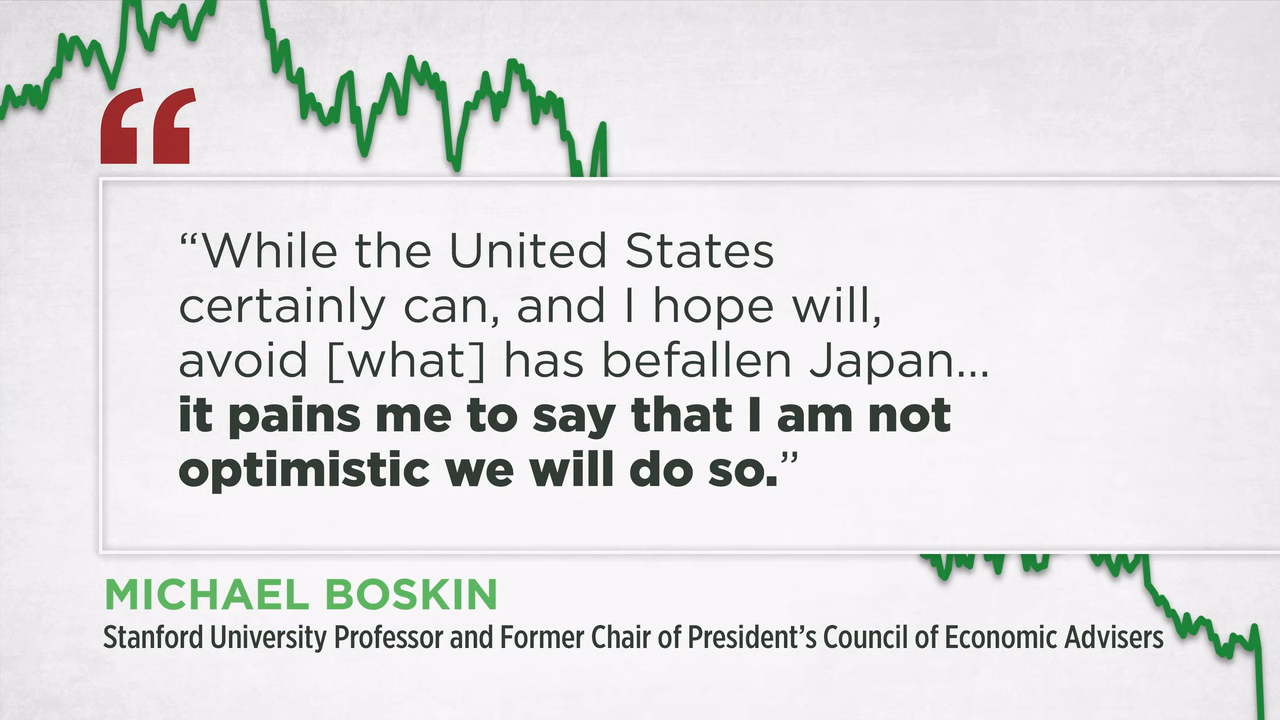 “
“While the United States
certainly can, and I hope will,
avoid [what] has befallen Japan...
it pains me to say that I am not
optimistic we will do so.”
MICHAEL BOSKIN
Stanford University Professor and Former Chair of President’s Council of Economic Advisers